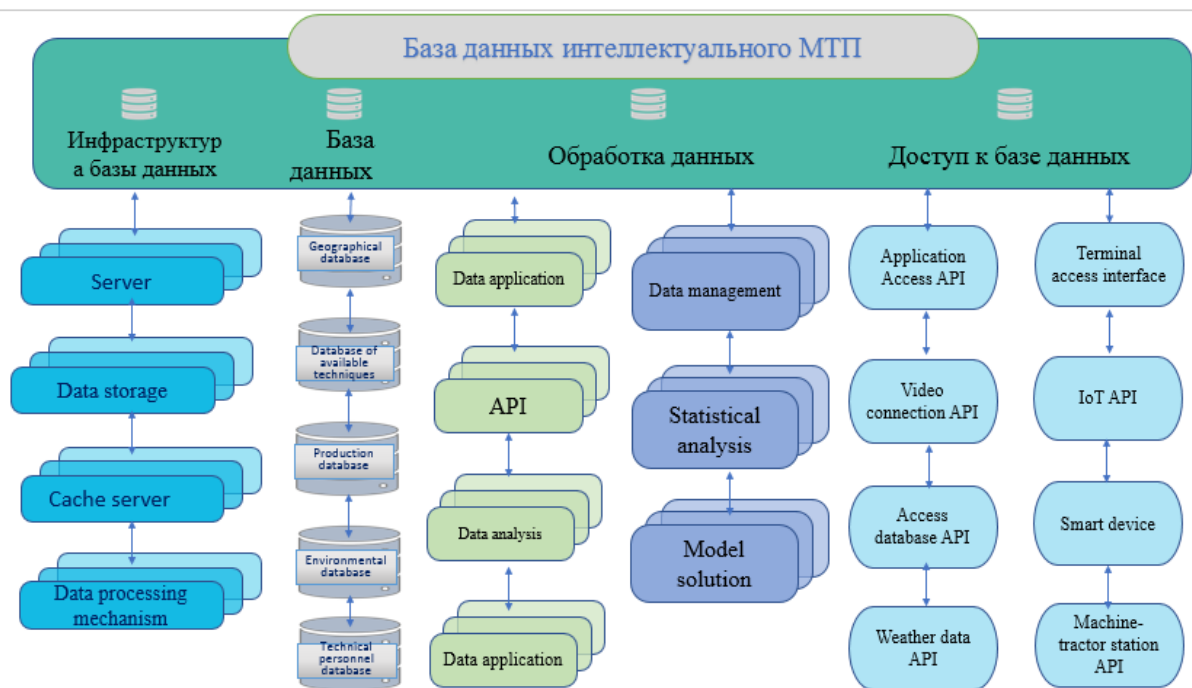 База данных интеллектуального МТП
Инфраструктур
а базы данных
База
данных
Обработка данных
Доступ к базе данных
Server
Data storage
Cache server
Data processing
mechanism
Geographical
database
Database of
available
techniques
Production
database
Environmental
database
Technical
personnel
database
Data application
API
Data analysis
Data application
Data management
Statistical
analysis
Model
solution
Application
Access API
Video
connection API
Access
database API
Weather data
API
Terminal
access interface
IoT API
Smart device
Machine-
tractor station
API